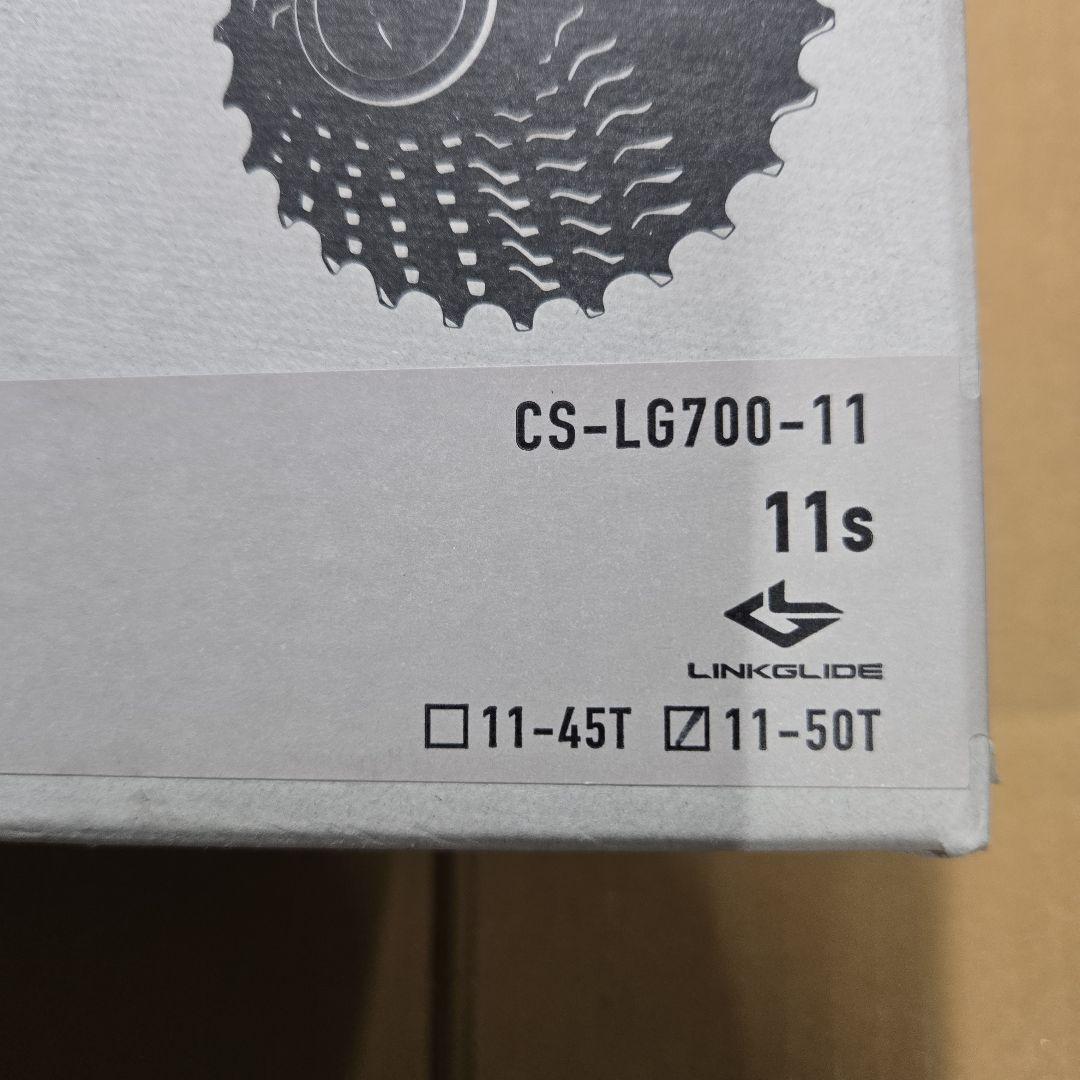 CS-LG700-11
11s
LINKGLIDE
11-45T 11-50T